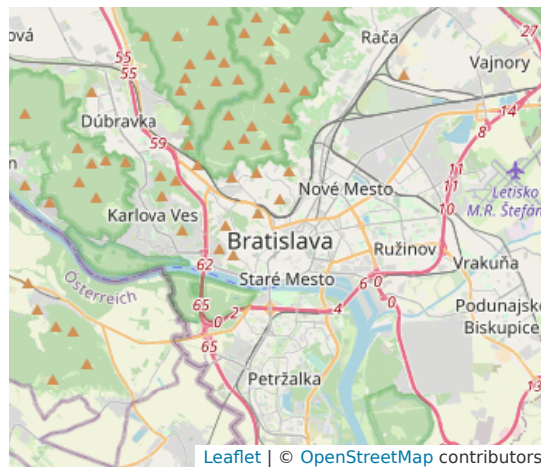 ová
Rača
27
55
55
Vajnory
Dúbravka
14
8
59
11
11
Letisko
M.R. Štefán
Nové Mesto
10
Karlova Ves
Bratislava
Ružinov
62
Vrakuňa
Staré Mesto
Österreich
6
0
65
0
2
4
0
Podunajsk
Biskupice
65
Petržalka
13
Leaflet | © OpenStreetMap contributors